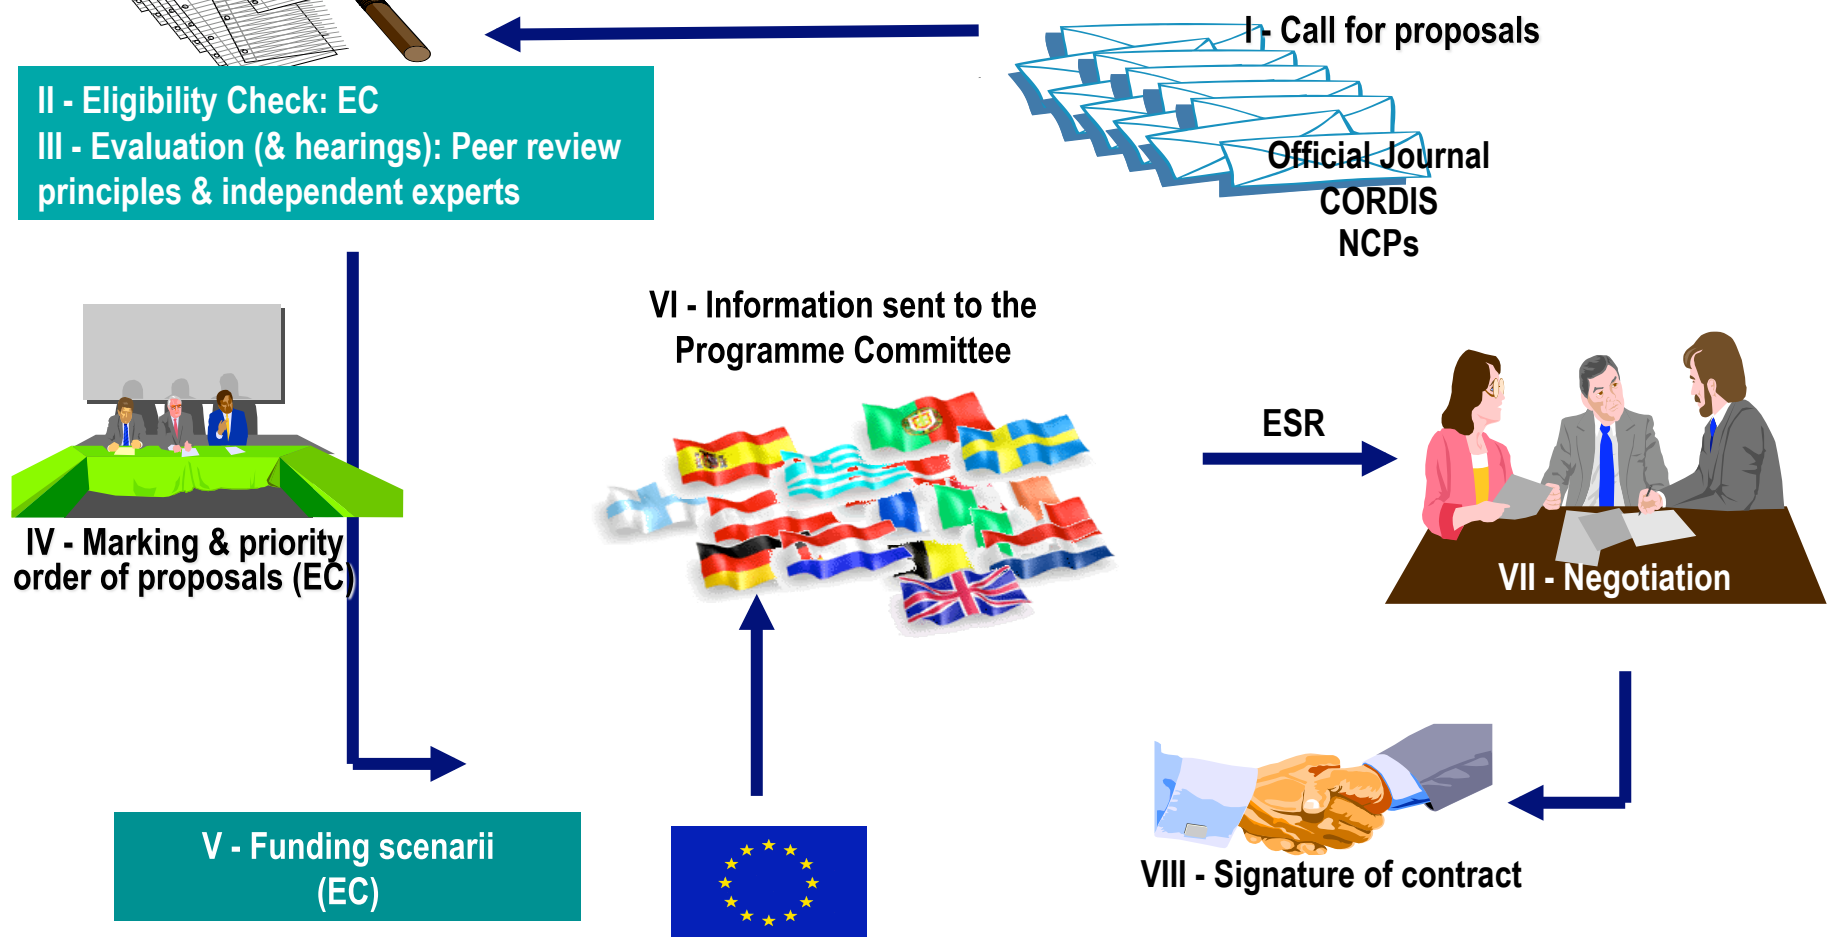 I - Call for proposals
Official Journal
CORDIS
NCPs
II - Eligibility Check: EC
III - Evaluation (& hearings): Peer review
principles & independent experts
IV - Marking & priority
order of proposals (EC)
V - Funding scenarii
(EC)
VI - Information sent to the
Programme Committee
ESR
VII - Negotiation
VIII - Signature of contract